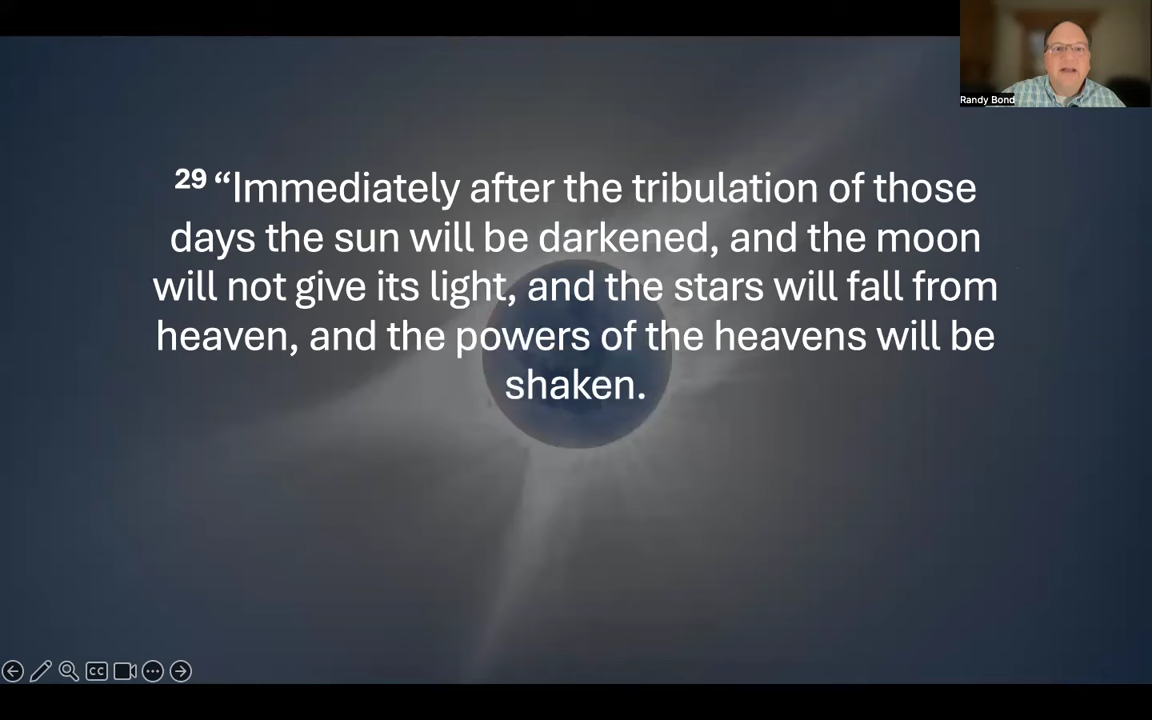 Randy Bond
29 “Immediately after the tribulation of those
days the sun will be darkened, and the moon
will not give its light, and the stars will fall from
heaven, and the powers of the heavens will be
shaken.
CC